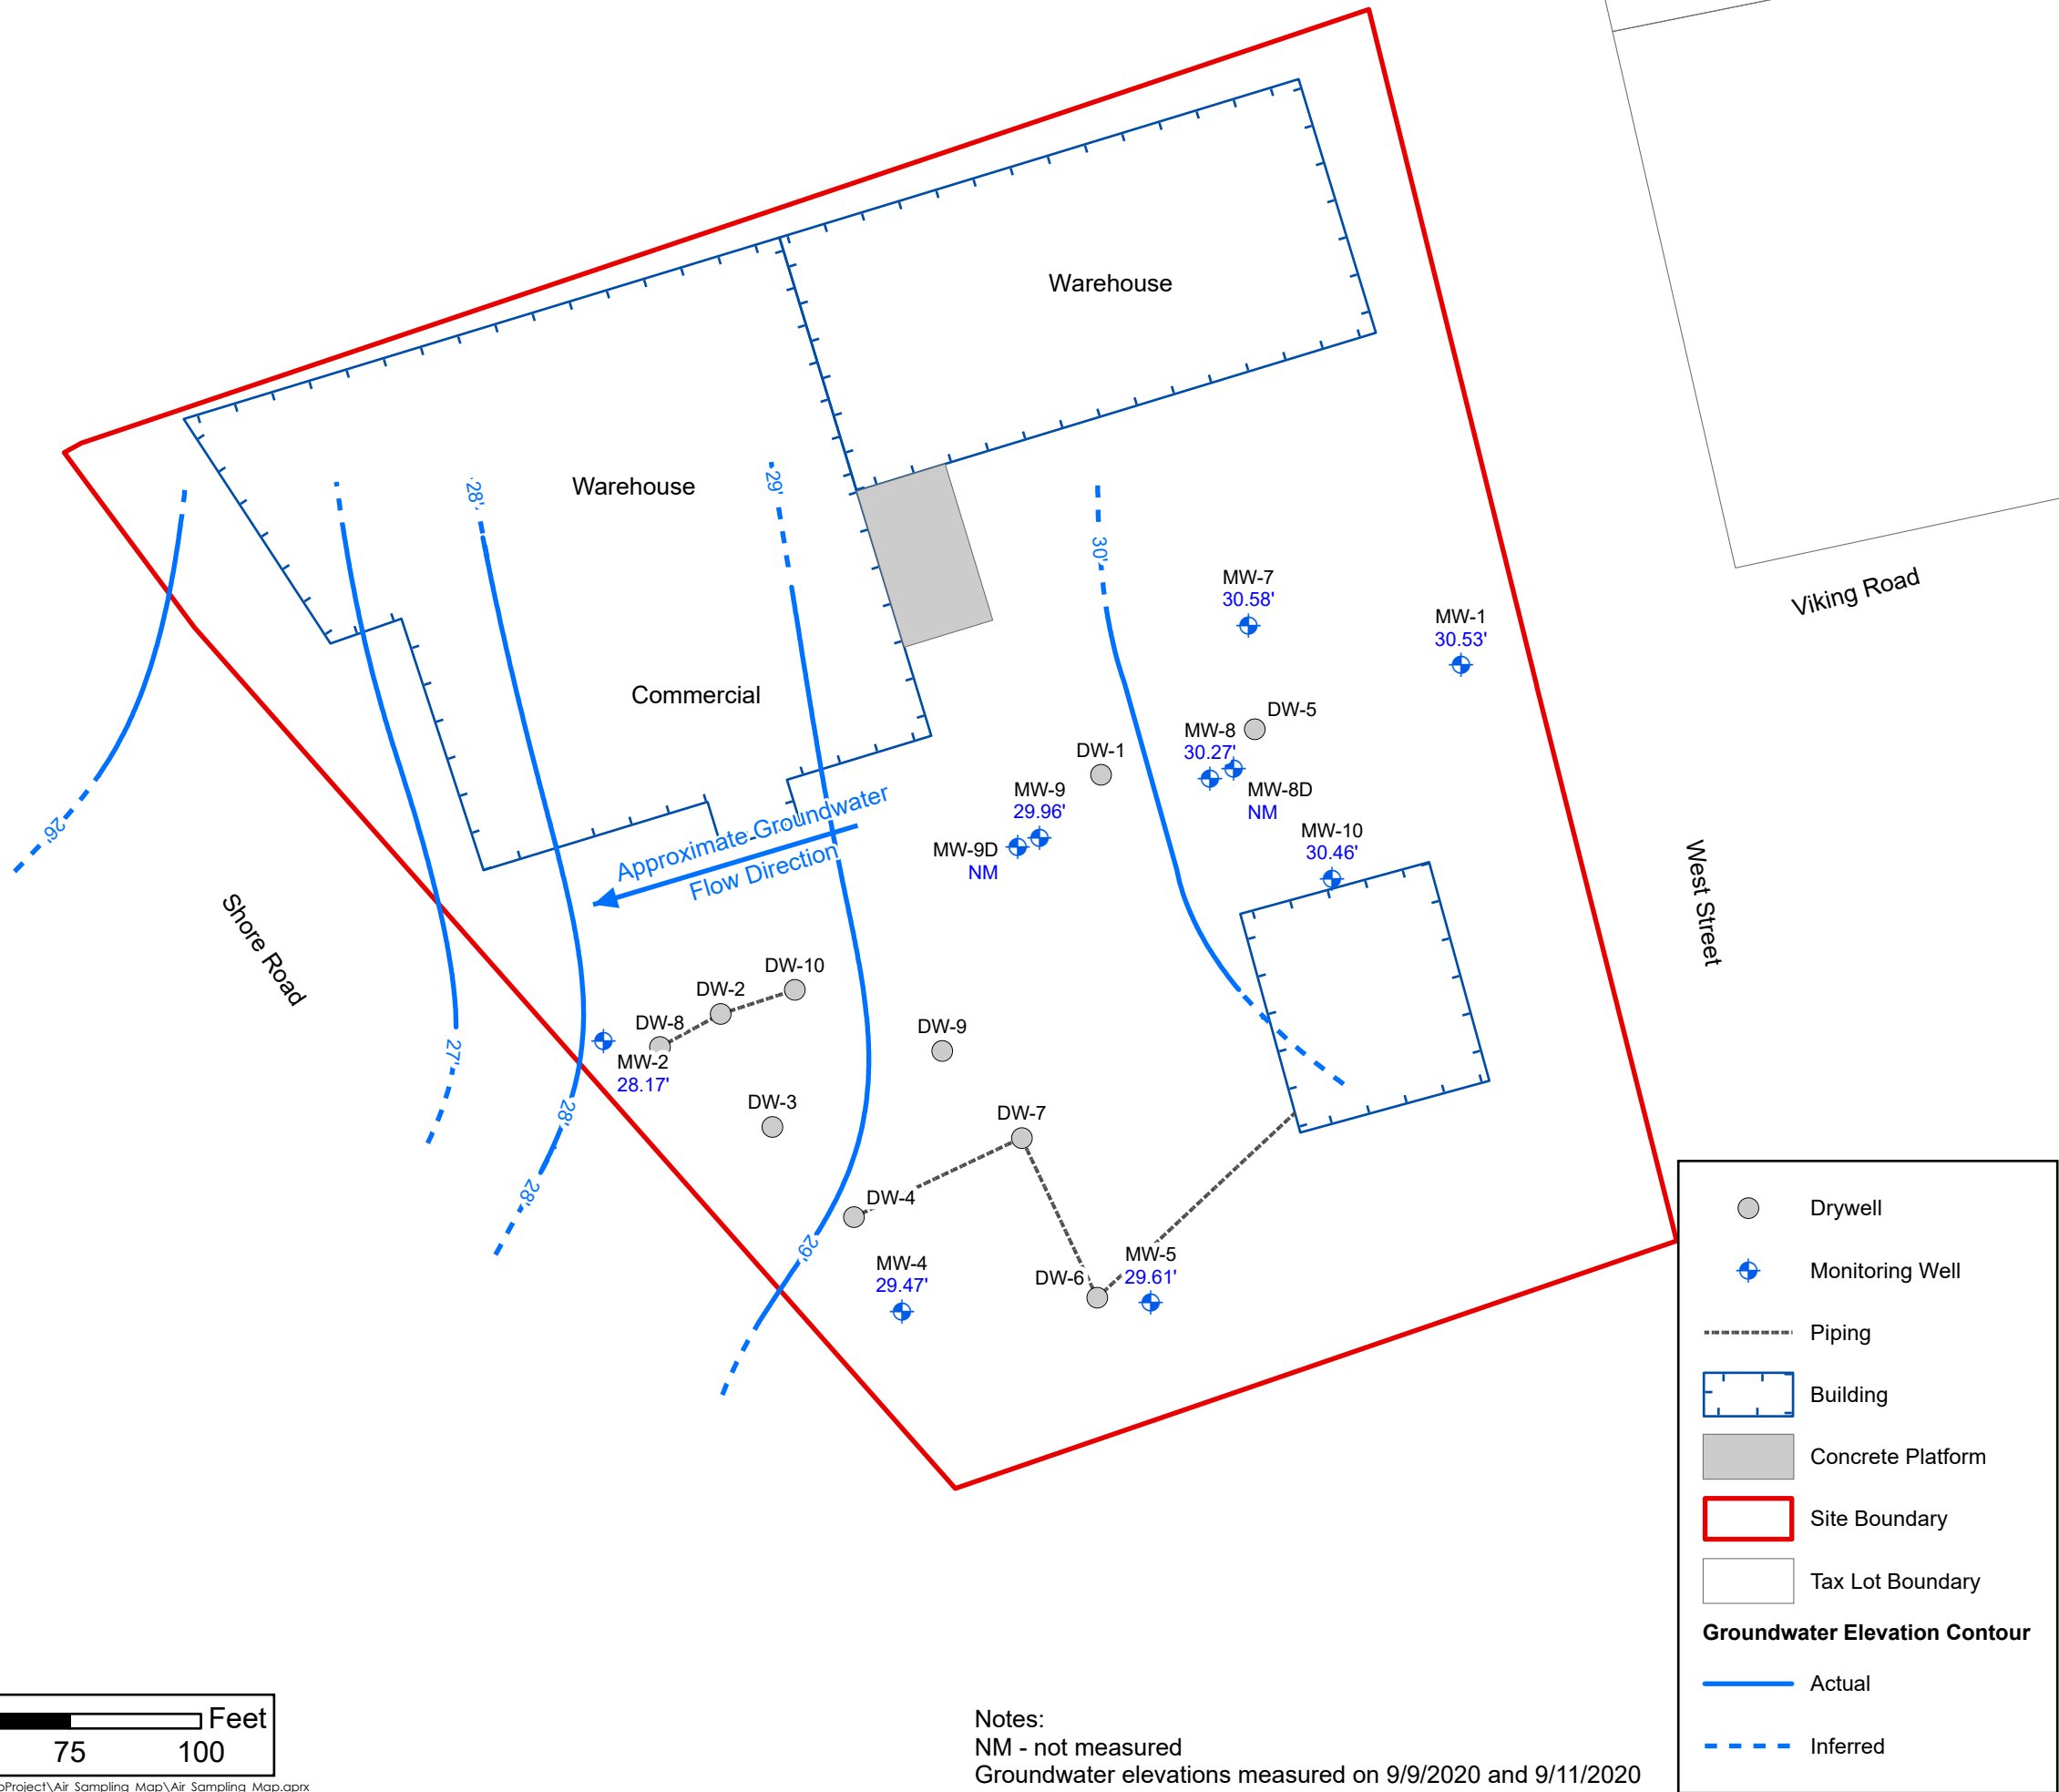 Warehouse
Warehouse
Commercial
28'
29'
30'
MW-7
30.58'
MW-1
30.53'
Viking Road
DW-5
MW-8
30.27'
DW-1
MW-8D
NM
MW-9
29.96'
MW-9D
NM
MW-10
30.46'
Approximate Groundwater
Flow Direction
26'
Shore Road
West Street
DW-10
DW-2
DW-8
MW-2
28.17'
DW-9
27'
28'
28'
DW-3
DW-7
DW-4
29'
MW-4
29.47'
DW-6
MW-5
29.61'
Drywell
Monitoring Well
Piping
Building
Concrete Platform
Site Boundary
Tax Lot Boundary
Groundwater Elevation Contour
Actual
Inferred
Feet
75 100
Notes:
NM - not measured
Groundwater elevations measured on 9/9/2020 and 9/11/2020
Project\Air_Sampling_Map\Air_Sampling_Map.aprx